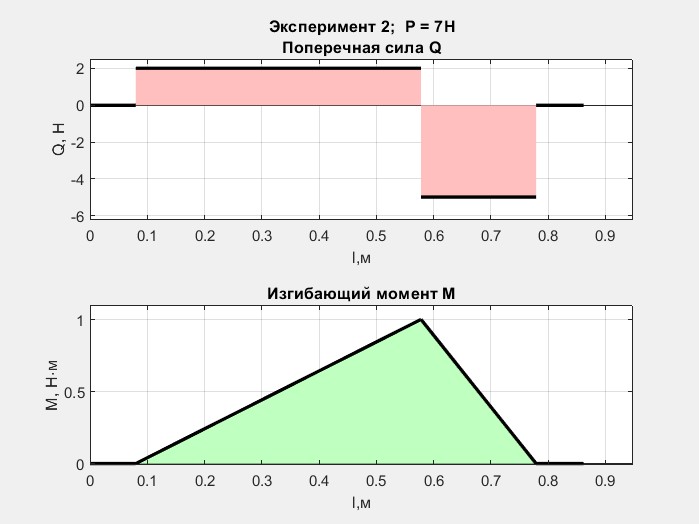 Эксперимент 2;  P = 7H
Поперечная сила Q
2
0
-2
-4
-6
Q, Н
0 0.1 0.2 0.3 0.4 0.5 0.6 0.7 0.8 0.9
l,м
Изгибающий момент М
1
0.5
0
М, Н·м
0 0.1 0.2 0.3 0.4 0.5 0.6 0.7 0.8 0.9
l,м